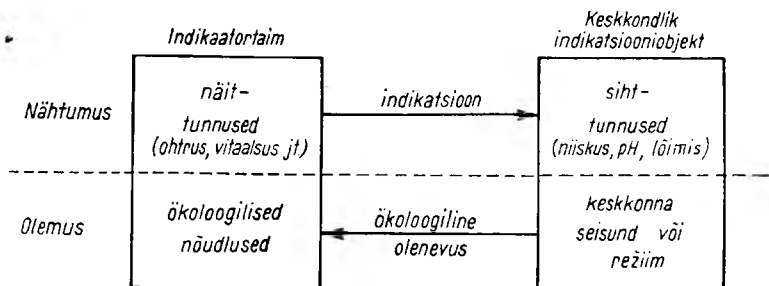 Indikaatortaim
Keskkondlik
indikatsiooniobjekt
Nähtumus
näit-
tunnused
(ohtrus, vitaalsus jt.)
indikatsioon
siht-
tunnused
(niiskus, pH, lõimis)
Olemus
ökoloogilised
nõudlused
ökoloogiline
olenevus
keskkonna
seisund või
režiim